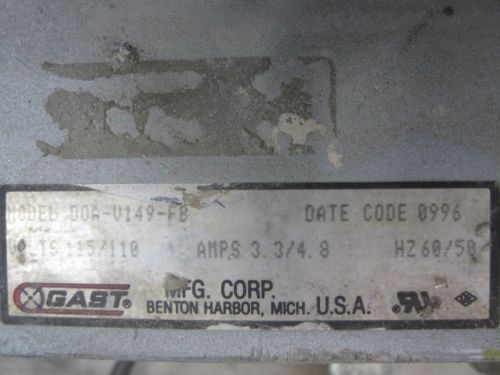 MODEL DOA-V149-FB DATE CODE 0996
VOLTS 115/110 AMPS 3.3/4.8 HZ 60/50
GAST® MFG. CORP.
BENTON HARBOR, MICH. U.S.A.